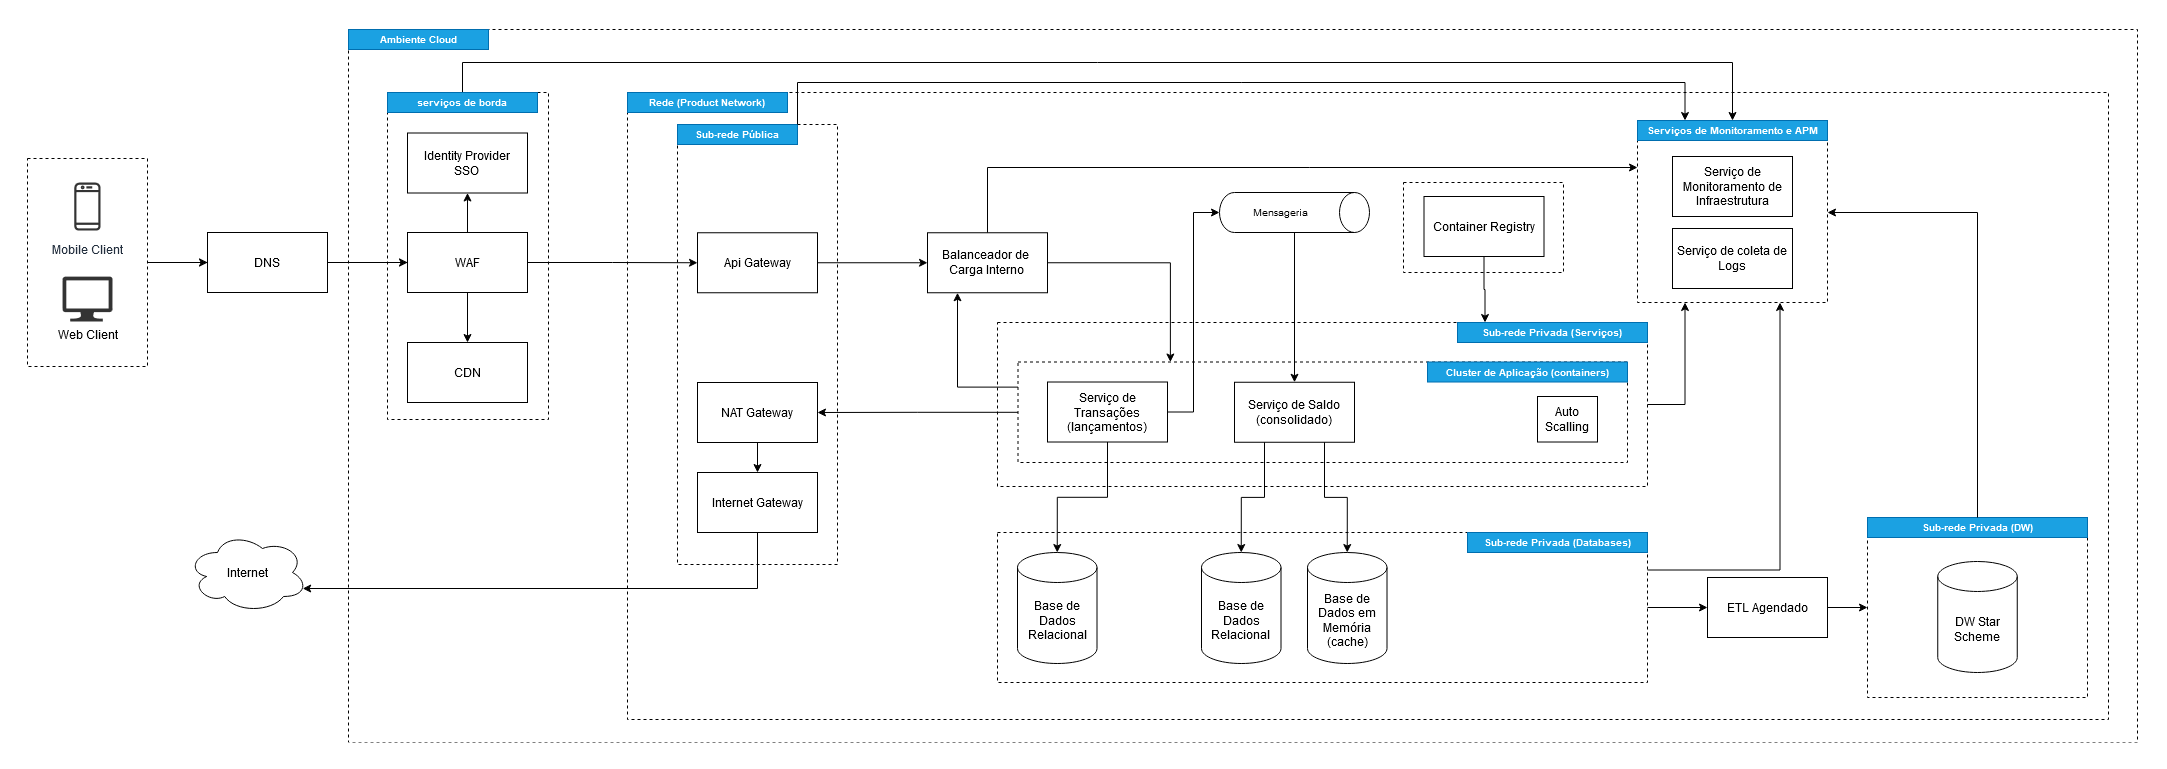 Ambiente Cloud
serviços de borda
Rede (Product Network)
Sub-rede Pública
Serviços de Monitoramento e APM
Identity Provider
SSO
Serviço de
Monitoramento de
Infraestrutura
Mensageria
Container Registry
Mobile Client
DNS
WAF
Api Gateway
Balanceador de
Carga Interno
Serviço de coleta de
Logs
Web Client
Sub-rede Privada (Serviços)
CDN
Cluster de Aplicação (containers)
NAT Gateway
Serviço de
Transações
(lançamentos)
Serviço de Saldo
(consolidado)
Auto
Scalling
Internet Gateway
Sub-rede Privada (DW)
Sub-rede Privada (Databases)
Internet
Base de
Dados
Relacional
Base de
Dados
Relacional
Base de
Dados em
Memória
(cache)
ETL Agendado
DW Star
Scheme